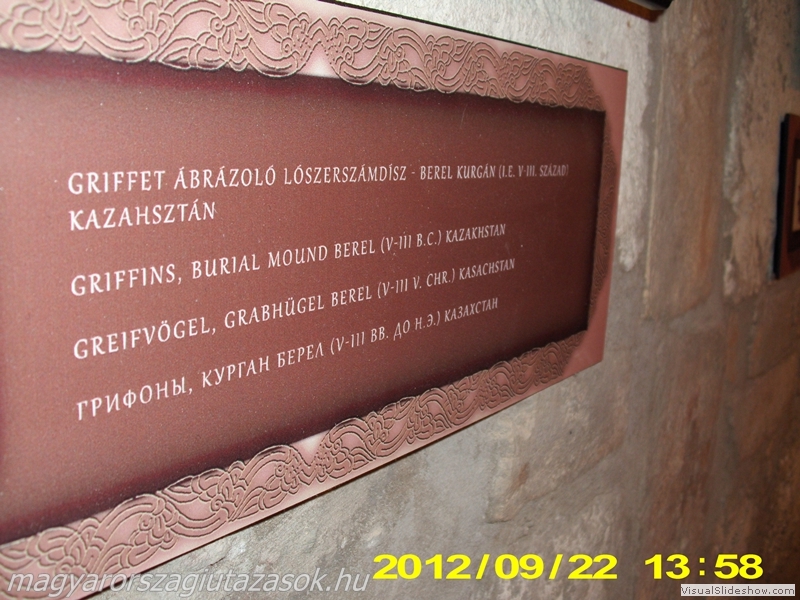 GRIFFET ÁBRÁZOLÓ LÓSZERSZÁMDÍSZ - BEREL KURGÁN (I.E. V-III. SZÁZAD)
KAZAHSZTÁN
GRIFFINS, BURIAL MOUND BEREL (V-III B.C.) KAZAKHSTAN
GREIFVÖGEL, GRABHÜGEL BEREL (V-III V. CHR.) KASACHSTAN
ГРИФОНЫ, КУРГАН БЕРЕЛ (V-III ВВ. ДО Н.Э.) КАЗАХСТАН
2012/09/22 13:58
magyarországiutazások.hu
VisualSlideshow.com